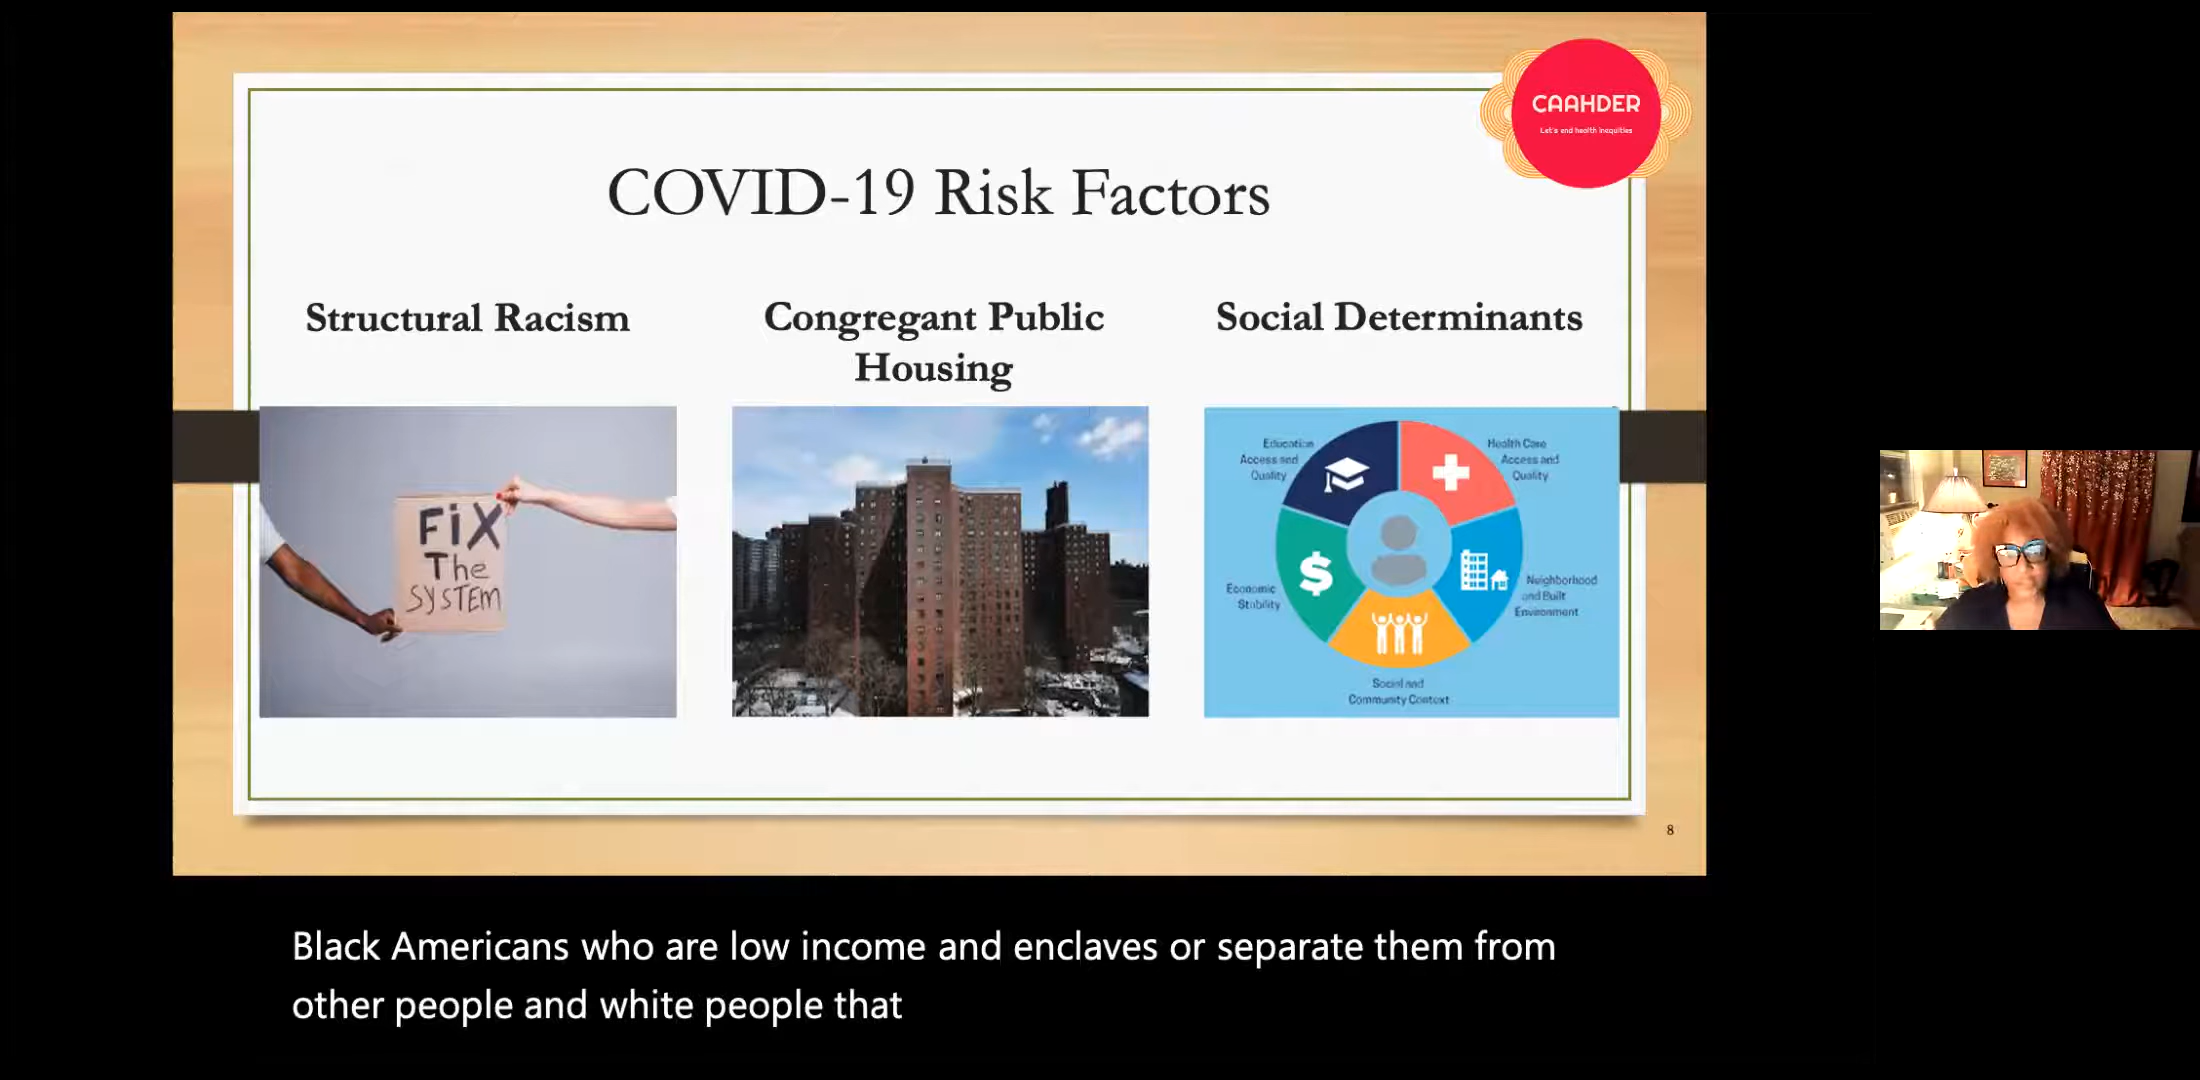 CAAHDER
Let's end health inequities
COVID-19 Risk Factors
Structural Racism
Congregant Public
Housing
Social Determinants
FiX
The
SYSTEM
Education
Access and
Quality
Health Care
Access and
Quality
Economic
Stability
Neighborhood
and Built
Environment
Social and
Community Context
8
Black Americans who are low income and enclaves or separate them from
other people and white people that